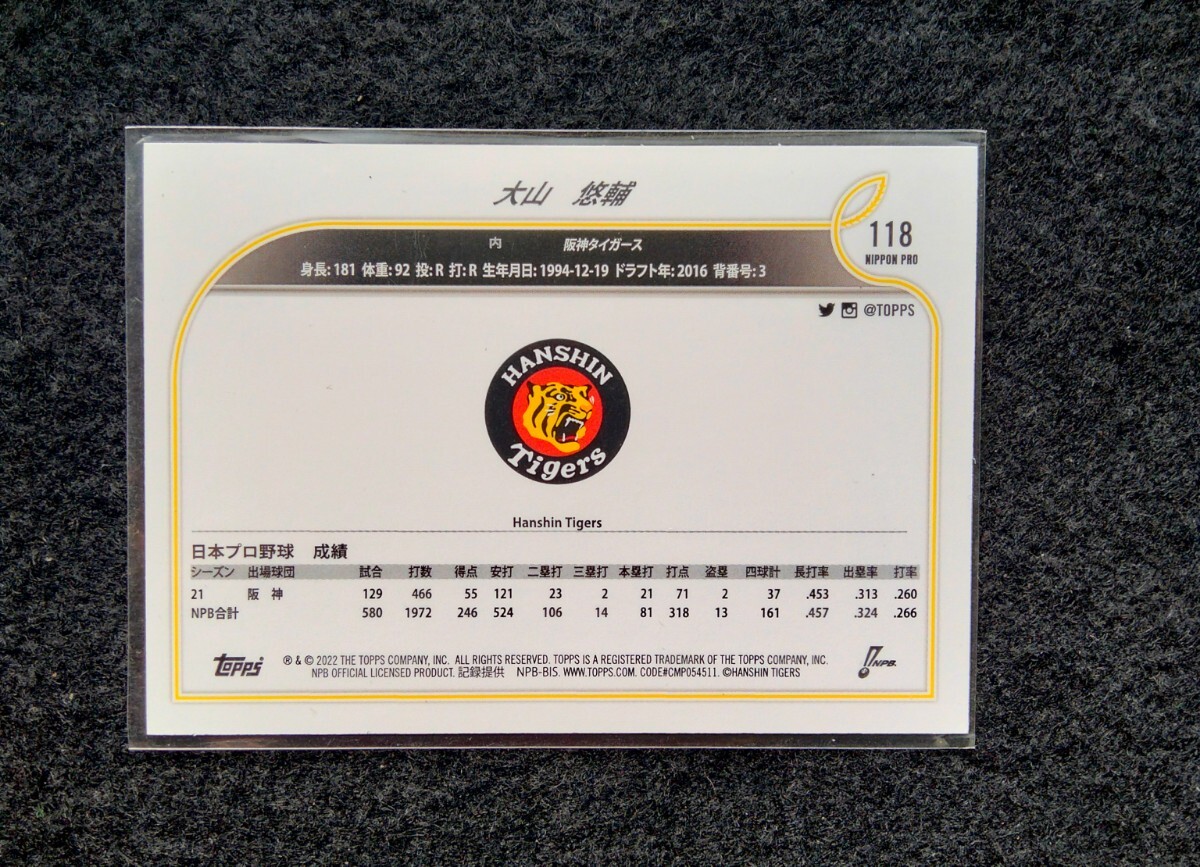 大山 悠輔
118
NIPPON PRO
内 阪神タイガース
身長: 181 体重: 92 投: R 打: R 生年月日: 1994-12-19 ドラフト年: 2016 背番号: 3
@TOPPS
HANSHIN
Tigers
Hanshin Tigers
日本プロ野球 成績
シーズン 出場球団 試合 打数 得点 安打 二塁打 三塁打 本塁打 打点 盗塁 四球計 長打率 出塁率 打率
21 阪 神 129 466 55 121 23 2 21 71 2 37 .453 .313 .260
NPB合計 580 1972 246 524 106 14 81 318 13 161 .457 .324 .266
topps
® & © 2022 THE TOPPS COMPANY, INC. ALL RIGHTS RESERVED. TOPPS IS A REGISTERED TRADEMARK OF THE TOPPS COMPANY, INC.
NPB OFFICIAL LICENSED PRODUCT. 記録提供 NPB-BIS. WWW.TOPPS.COM. CODE#CMP054511. ©HANSHIN TIGERS
NPB